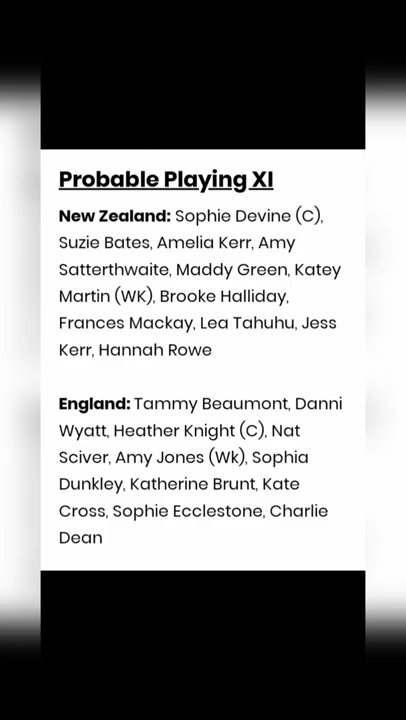 Probable Playing XI
New Zealand: Sophie Devine (C),
Suzie Bates, Amelia Kerr, Amy
Satterthwaite, Maddy Green, Katey
Martin (WK), Brooke Halliday,
Frances Mackay, Lea Tahuhu, Jess
Kerr, Hannah Rowe
England: Tammy Beaumont, Danni
Wyatt, Heather Knight (C), Nat
Sciver, Amy Jones (Wk), Sophia
Dunkley, Katherine Brunt, Kate
Cross, Sophie Ecclestone, Charlie
Dean